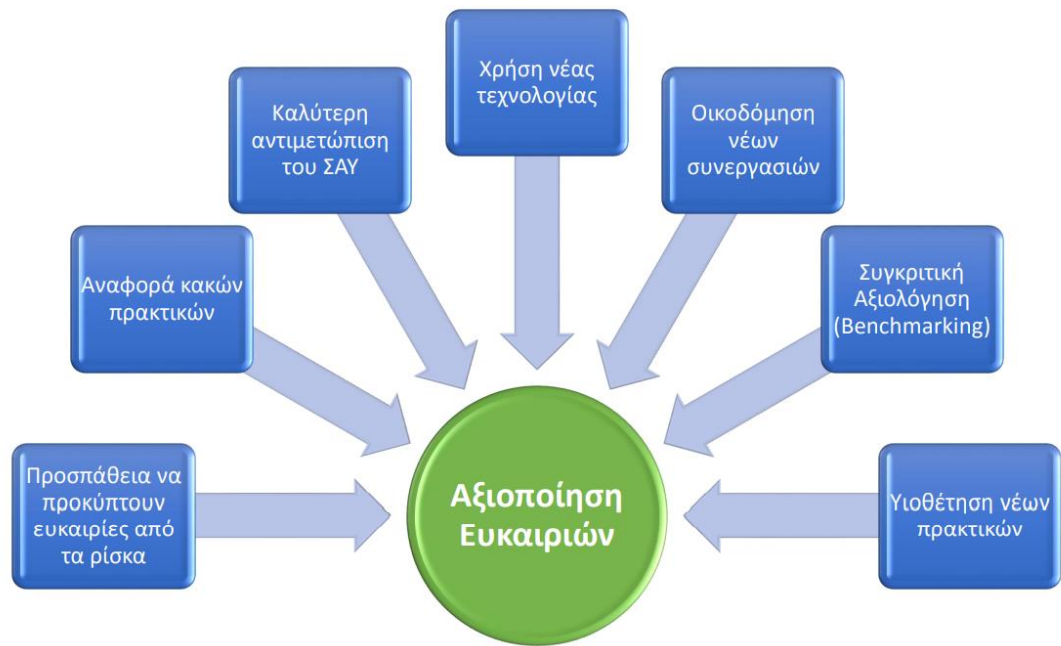 Χρήση νέας
τεχνολογίας
Καλύτερη
αντιμετώπιση
του ΣΑΥ
Οικοδόμηση
νέων
συνεργασιών
Αναφορά κακών
πρακτικών
Συγκριτική
Αξιολόγηση
(Benchmarking)
Προσπάθεια να
προκύπτουν
ευκαιρίες από
τα ρίσκα
Αξιοποίηση
Ευκαιριών
Υιοθέτηση νέων
πρακτικών